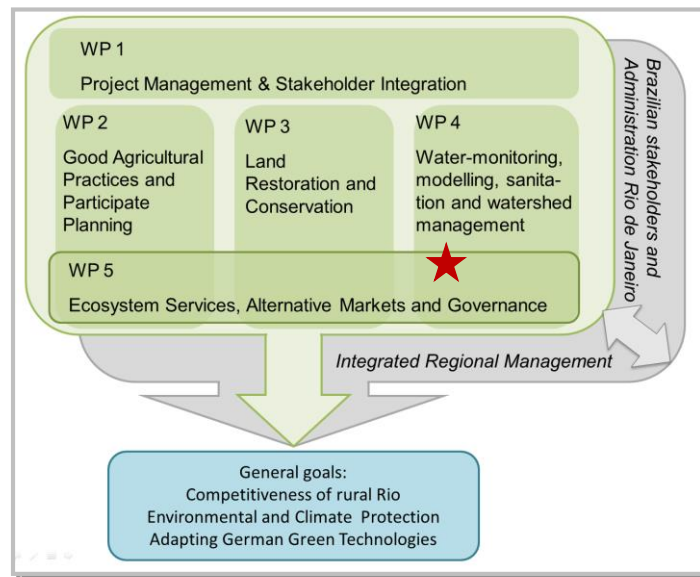 WP 1
Project Management & Stakeholder Integration
WP 2
Good Agricultural
Practices and
Participate
Planning
WP 3
Land
Restoration and
Conservation
WP 4
Water-monitoring,
modelling, sanita-
tion and watershed
management
WP 5
Ecosystem Services, Alternative Markets and Governance
Brazilian stakeholders and
Administration Rio de Janeiro
Integrated Regional Management
General goals:
Competitiveness of rural Rio
Environmental and Climate Protection
Adapting German Green Technologies